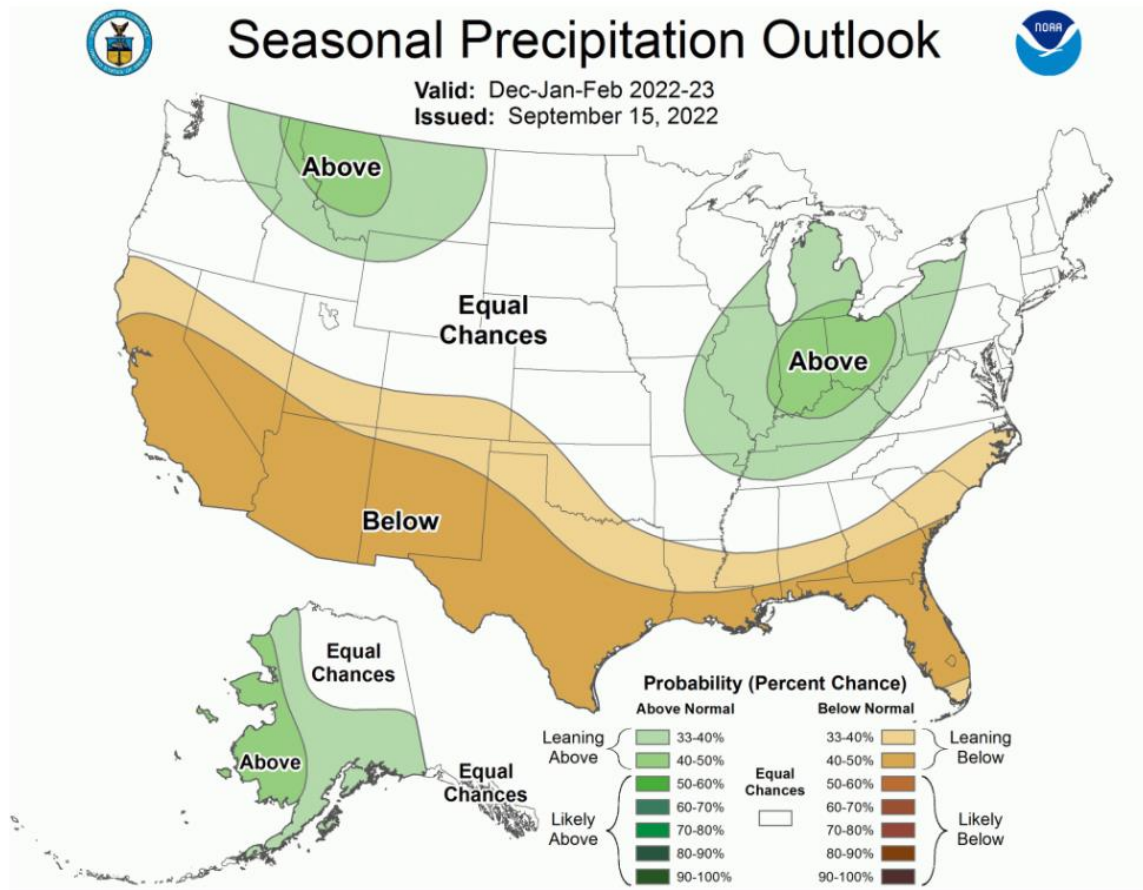 Seasonal Precipitation Outlook
NOAA
Valid: Dec-Jan-Feb 2022-23
Issued: September 15, 2022
Above
Equal
Chances
Above
Below
Equal
Chances
Above
Equal
Chances
Probability (Percent Chance)
Above Normal
Below Normal
Leaning
Above
33-40%
40-50%
Likely
Above
50-60%
60-70%
70-80%
80-90%
90-100%
Equal
Chances
33-40%
40-50%
Leaning
Below
50-60%
60-70%
70-80%
80-90%
90-100%
Likely
Below